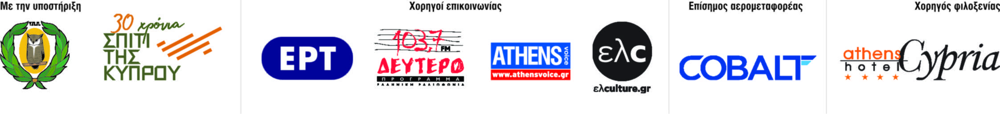 Με την υποστήριξη
Υ.Π.Π.
30 χρόνια
ΣΠΙΤΙ
ΤΗΣ
ΚΥΠΡΟΥ
Χορηγοί επικοινωνίας
ΕΡΤ
103,7
FM
ΔΕΥΤΕΡΟ
ΠΡΟΓΡΑΜΜΑ
ΕΛΛΗΝΙΚΗ ΡΑΔΙΟΦΩΝΙΑ
ATHENS voice
www.athensvoice.gr
ελc
ελculture.gr
Επίσημος αερομεταφορέας
COBALT
Χορηγός φιλοξενίας
athens
hotel
Cypria